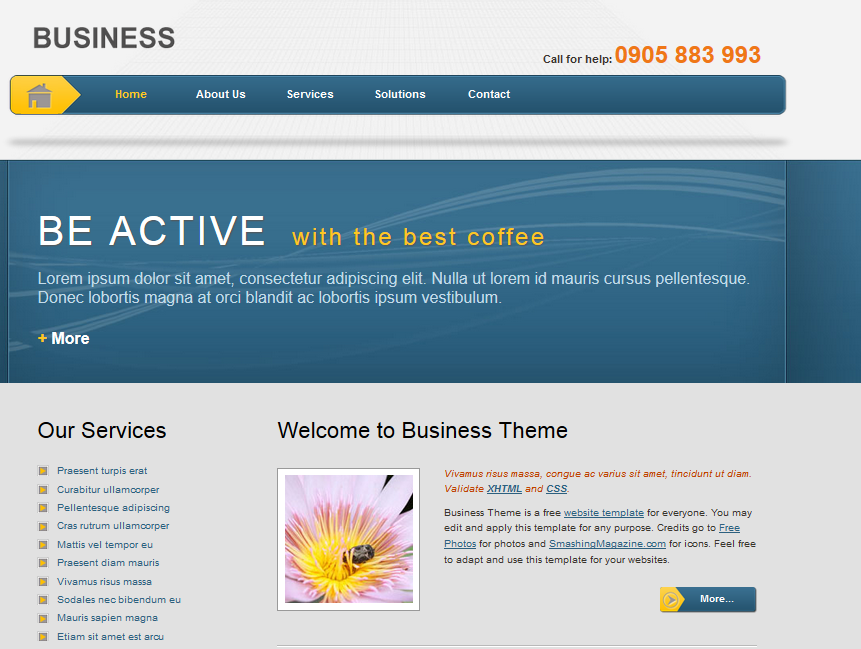 BUSINESS
Call for help: 0905 883 993
Home About Us Services Solutions Contact
BE ACTIVE with the best coffee
Lorem ipsum dolor sit amet, consectetur adipiscing elit. Nulla ut lorem id mauris cursus pellentesque.
Donec lobortis magna at orci blandit ac lobortis ipsum vestibulum.
+ More
Our Services
Praesent turpis erat
Curabitur ullamcorper
Pellentesque adipiscing
Cras rutrum ullamcorper
Mattis vel tempor eu
Praesent diam mauris
Vivamus risus massa
Sodales nec bibendum eu
Mauris sapien magna
Etiam sit amet est arcu
Welcome to Business Theme
Vivamus risus massa, congue ac varius sit amet, tincidunt ut diam.
Validate XHTML and CSS.
Business Theme is a free website template for everyone. You may
edit and apply this template for any purpose. Credits go to Free
Photos for photos and SmashingMagazine.com for icons. Feel free
to adapt and use this template for your websites.
More...